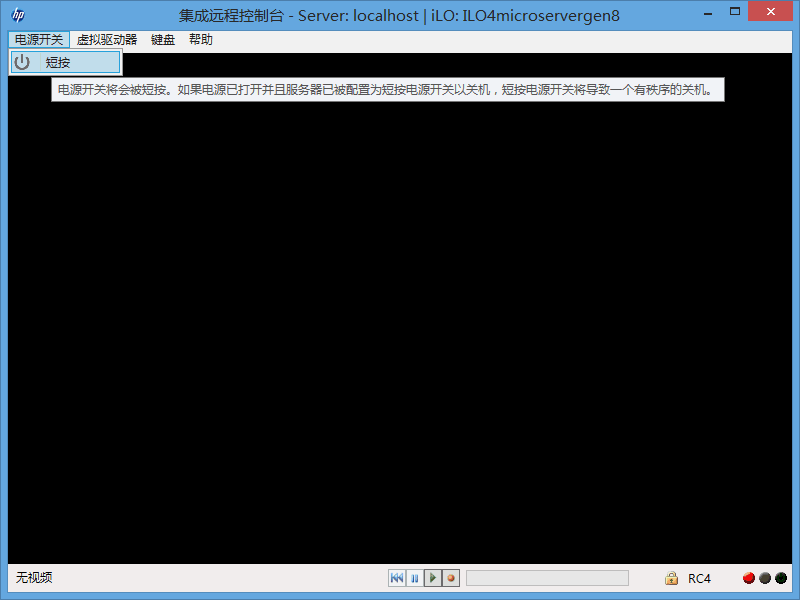 hp
集成远程控制台 - Server: localhost | iLO: ILO4microservergen8
电源开关 虚拟驱动器 键盘 帮助
短按
电源开关将会被短按。如果电源已打开并且服务器已被配置为短按电源开关以关机，短按电源开关将导致一个有秩序的关机。
无视频 RC4